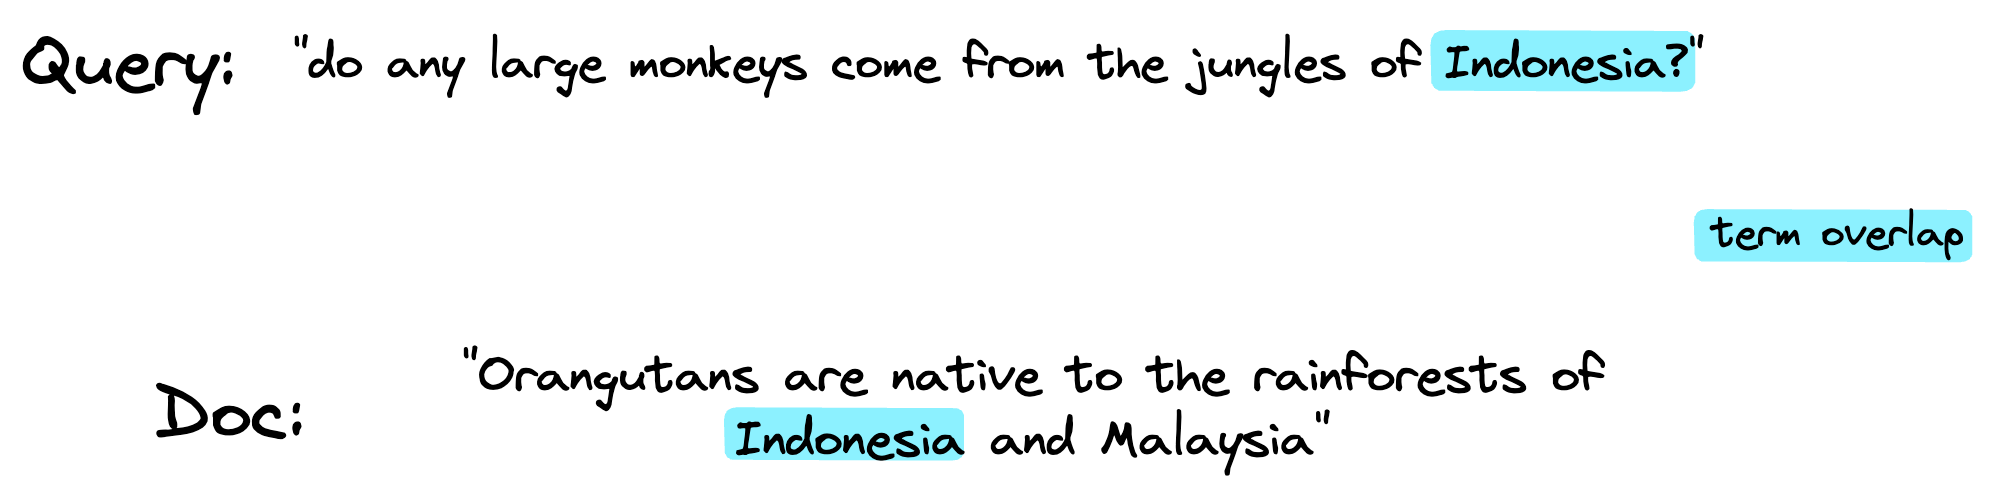 Query: "do any large monkeys come from the jungles of Indonesia?"
term overlap
Doc: "Orangutans are native to the rainforests of
Indonesia and Malaysia"